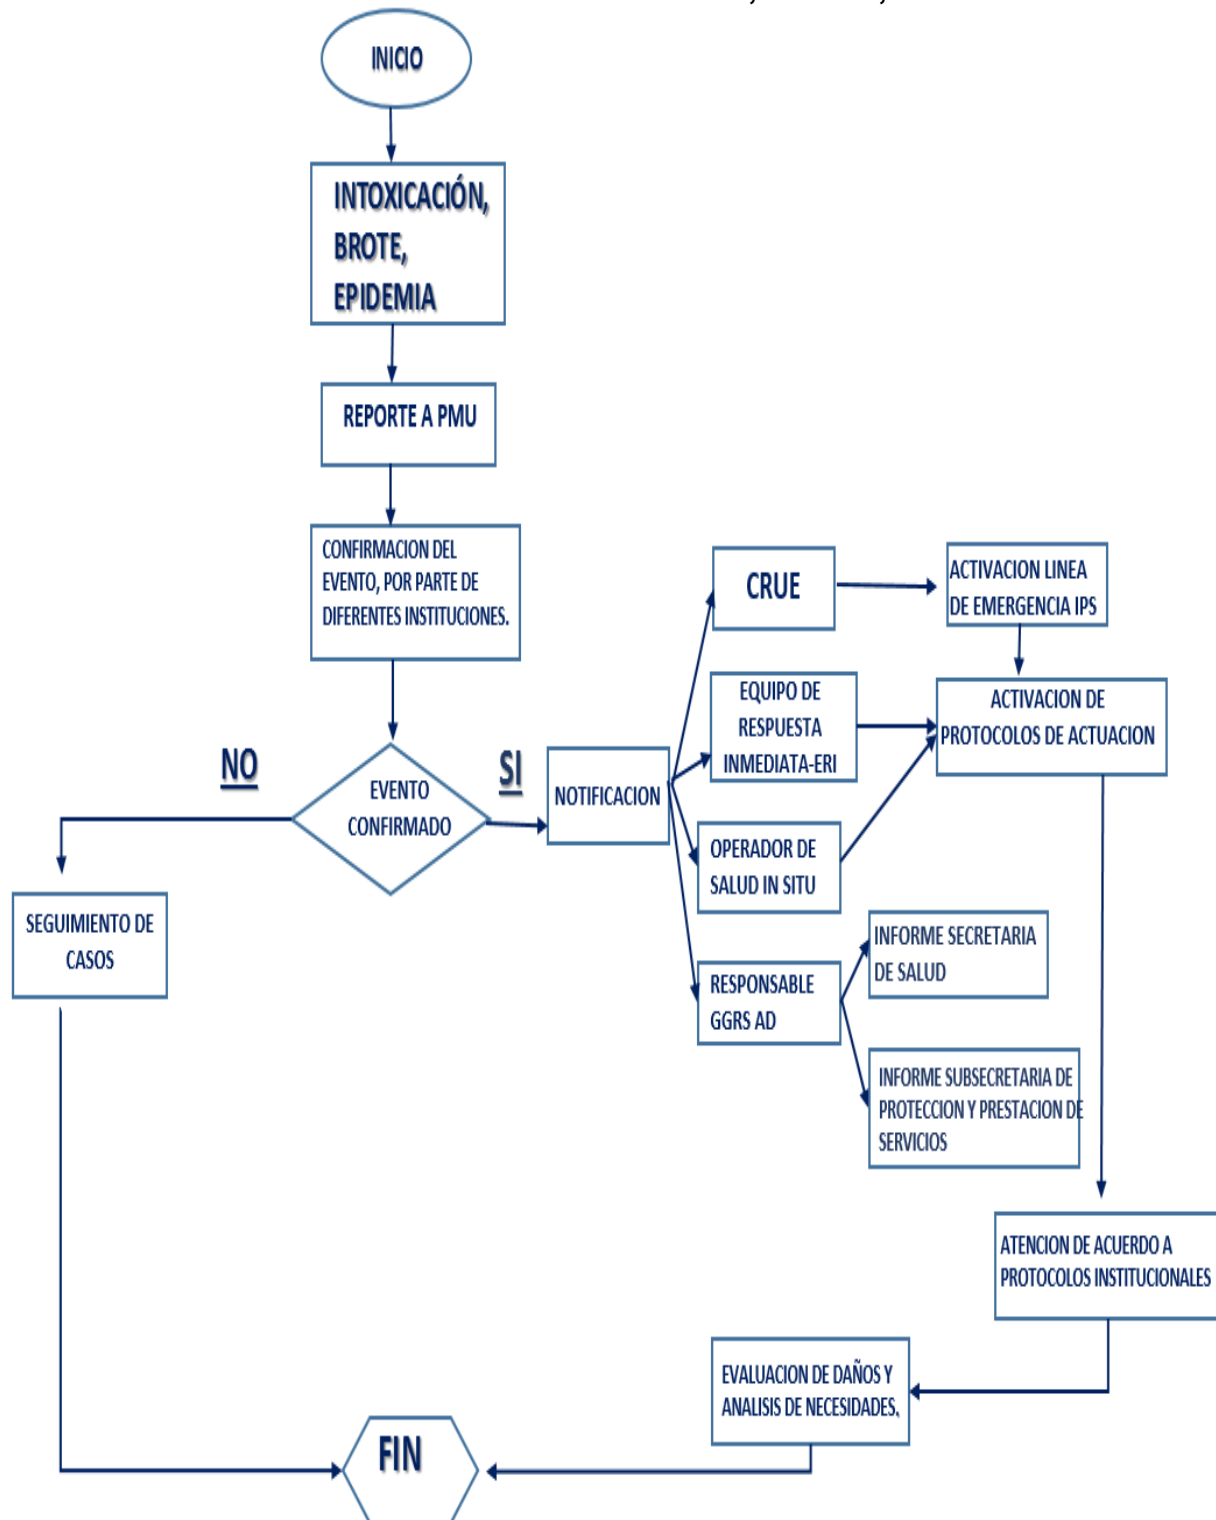 INICIO
INTOXICACIÓN,
BROTE,
EPIDEMIA
REPORTE A PMU
CONFIRMACION DEL
EVENTO, POR PARTE DE
DIFERENTES INSTITUCIONES.
EVENTO
CONFIRMADO
NO
SI
SEGUIMIENTO DE
CASOS
NOTIFICACION
CRUE
ACTIVACION LINEA
DE EMERGENCIA IPS
EQUIPO DE
RESPUESTA
INMEDIATA-ERI
ACTIVACION DE
PROTOCOLOS DE ACTUACION
OPERADOR DE
SALUD IN SITU
RESPONSABLE
GGRS AD
INFORME SECRETARIA
DE SALUD
INFORME SUBSECRETARIA DE
PROTECCION Y PRESTACION DE
SERVICIOS
ATENCION DE ACUERDO A
PROTOCOLOS INSTITUCIONALES
EVALUACION DE DAÑOS Y
ANALISIS DE NECESIDADES.
FIN